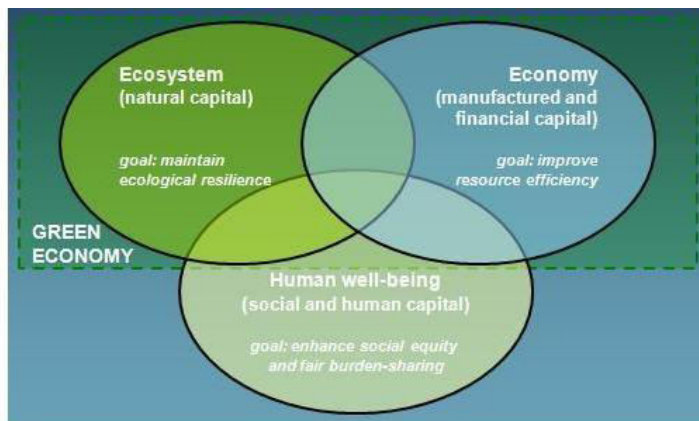 Ecosystem
(natural capital)
goal: maintain
ecological resilience
Economy
(manufactured and
financial capital)
goal: improve
resource efficiency
GREEN
ECONOMY
Human well-being
(social and human capital)
goal: enhance social equity
and fair burden-sharing